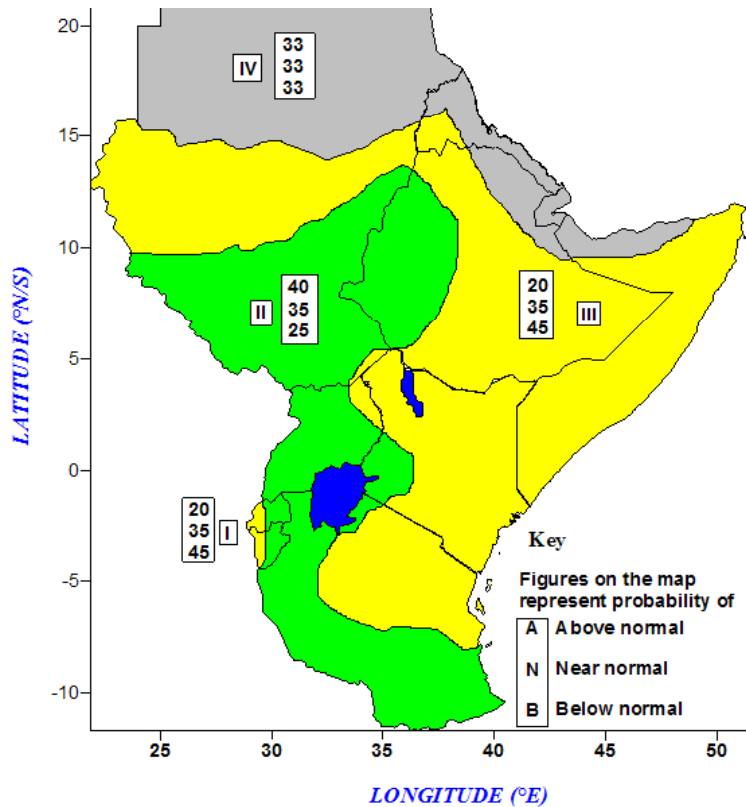 20
15
10
5
0
-5
-10
LATITUDE (°N/S)
IV
33
33
33
II
40
35
25
20
35
45
III
20
35
45
I
Key
Figures on the map
represent probability of
A Above normal
N Near normal
B Below normal
25 30 35 40 45 50
LONGITUDE (°E)